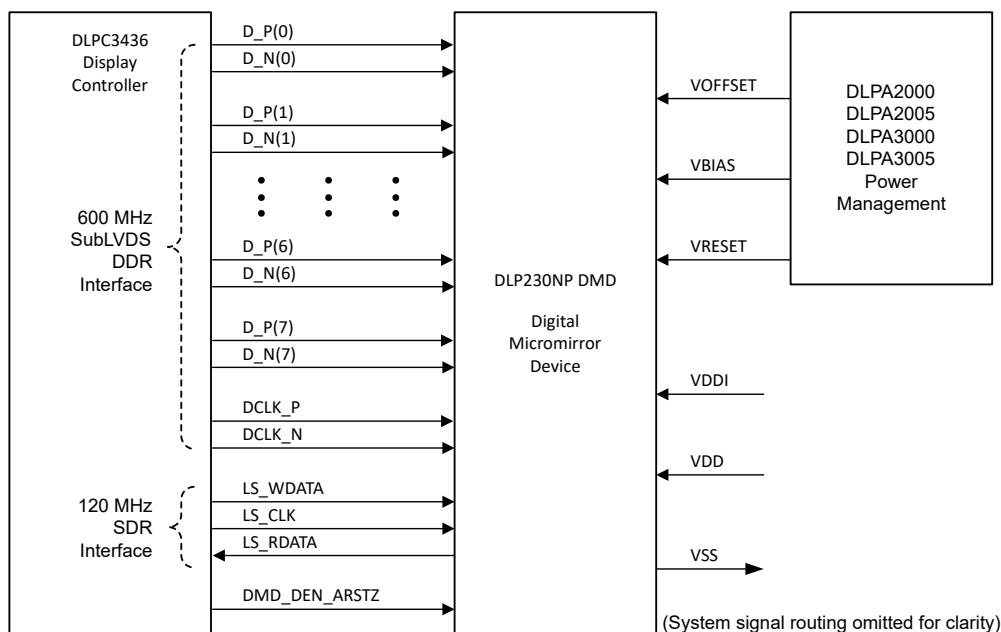 DLPC3436
Display
Controller
600 MHz
SubLVDS
DDR
Interface
120 MHz
SDR
Interface
D_P(0)
D_N(0)
D_P(1)
D_N(1)
D_P(6)
D_N(6)
D_P(7)
D_N(7)
DCLK_P
DCLK_N
LS_WDATA
LS_CLK
LS_RDATA
DMD_DEN_ARSTZ
DLP230NP DMD
Digital
Micromirror
Device
VOFFSET
VBIAS
VRESET
VDDI
VDD
VSS
DLPA2000
DLPA2005
DLPA3000
DLPA3005
Power
Management
(System signal routing omitted for clarity)